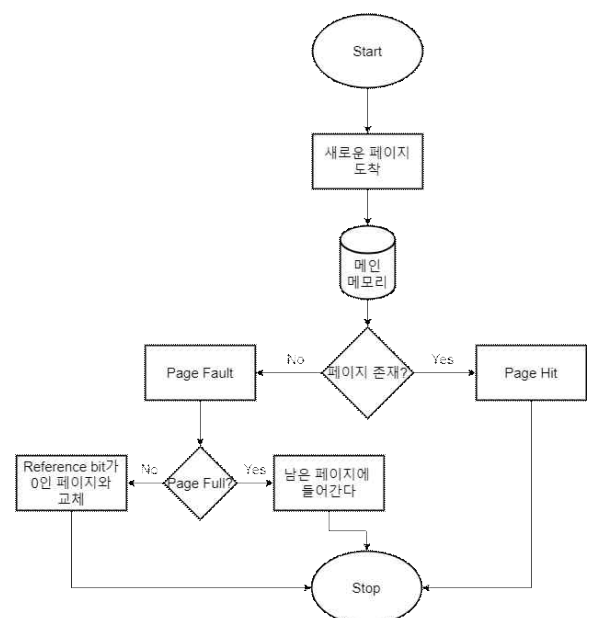 Start
새로운 페이지
도착
메인
메모리
No
Yes
Page Fault
페이지 존재?
Page Hit
Reference bit가
0인 페이지와
교체
No
Page Full?
Yes
남은 페이지에
들어간다
Stop